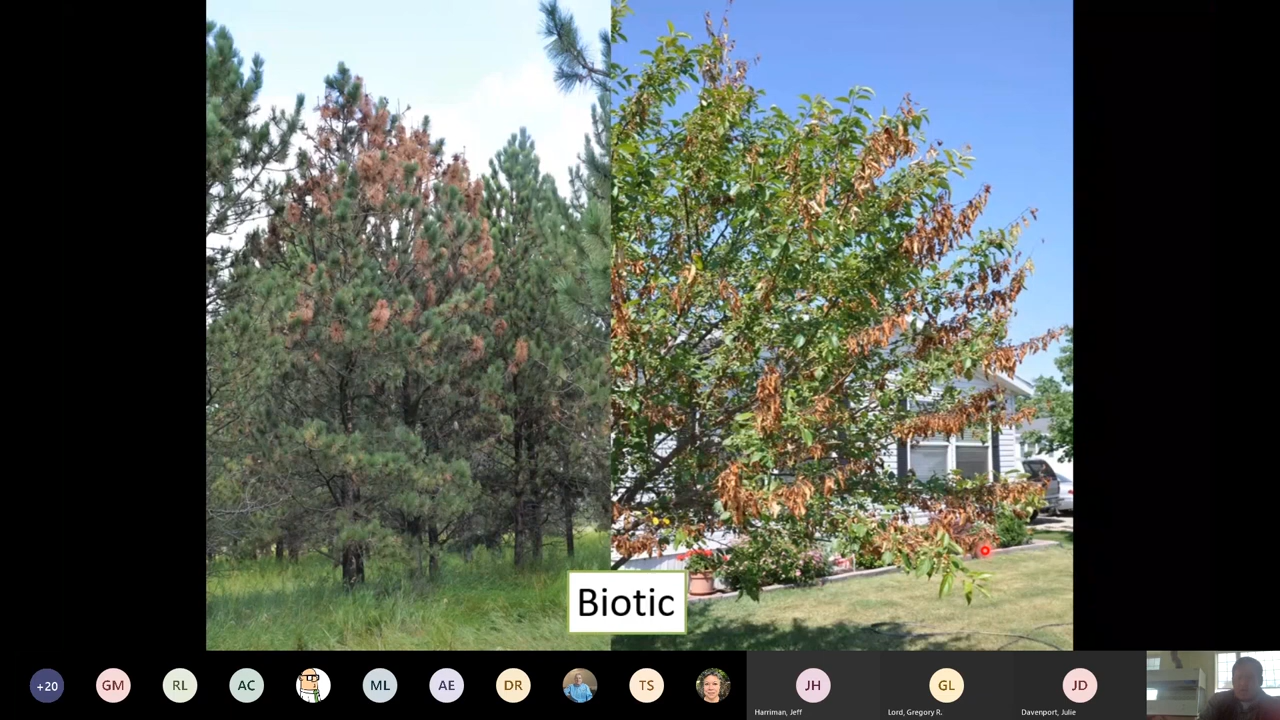 Biotic
+20
GM
RL
AC
ML
AE
DR
TS
JH
GL
JD
Harriman, Jeff
Lord, Gregory R.
Davenport, Julie